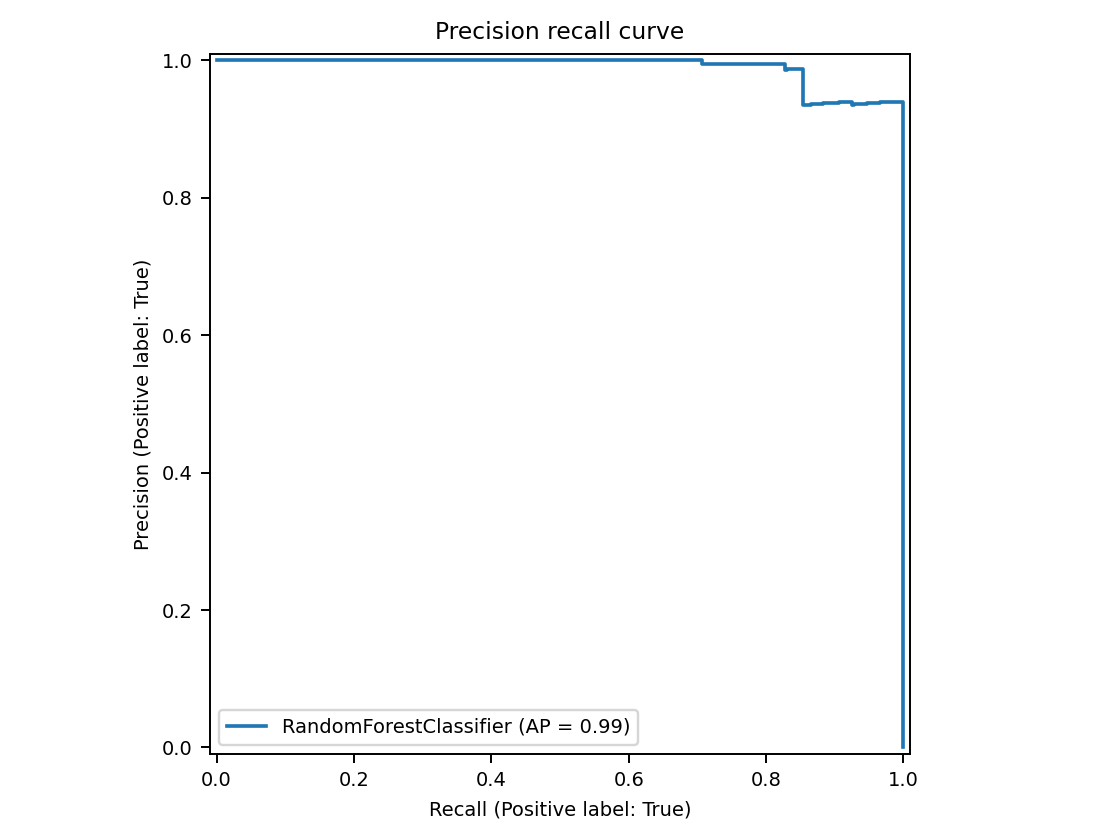 Precision recall curve
1.0
0.8
0.6
0.4
0.2
0.0
Precision (Positive label: True)
RandomForestClassifier (AP = 0.99)
0.0 0.2 0.4 0.6 0.8 1.0
Recall (Positive label: True)